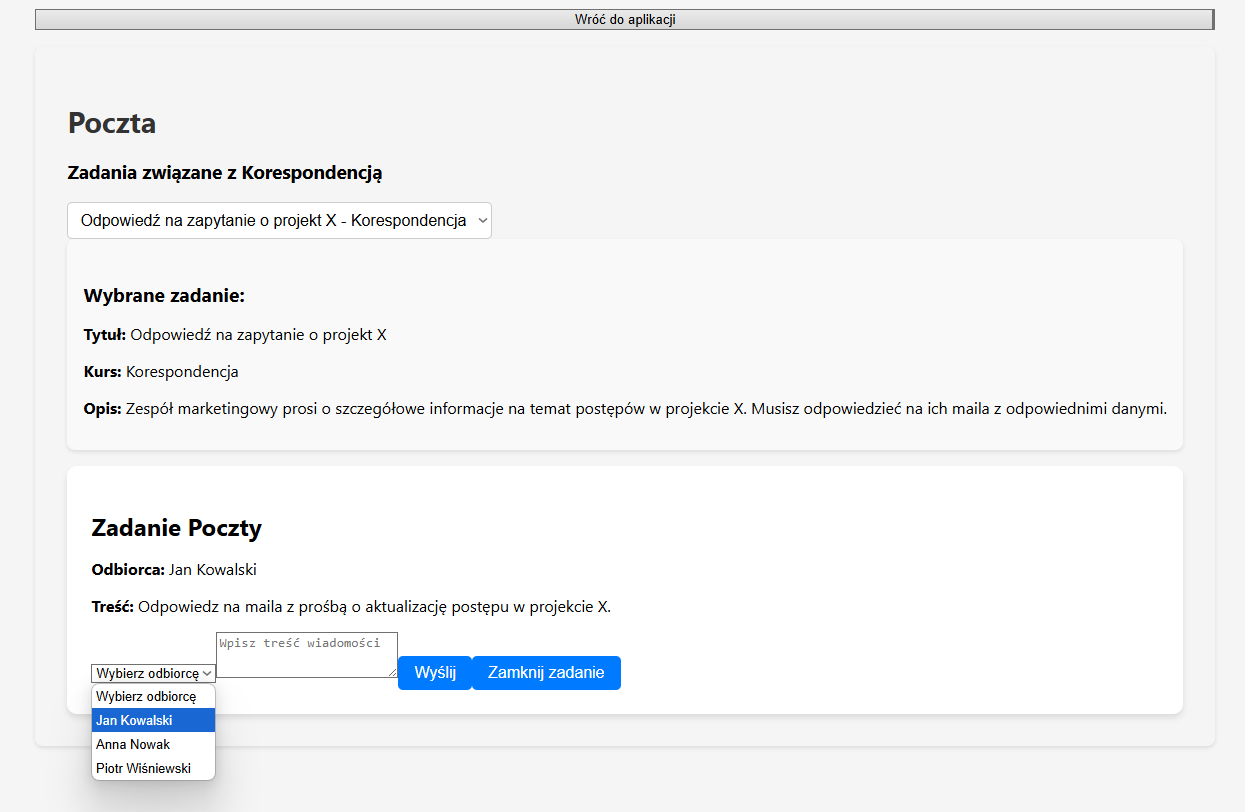 Wróć do aplikacji
Poczta
Zadania związane z Korespondencją
Odpowiedź na zapytanie o projekt X - Korespondencja
Wybrane zadanie:
Tytuł: Odpowiedź na zapytanie o projekt X
Kurs: Korespondencja
Opis: Zespół marketingowy prosi o szczegółowe informacje na temat postępów w projekcie X. Musisz odpowiedzieć na ich maila z odpowiednimi danymi.
Zadanie Poczty
Odbiorca: Jan Kowalski
Treść: Odpowiedz na maila z prośbą o aktualizację postępu w projekcie X.
Wpisz treść wiadomości
Wybierz odbiorcę
Wyślij
Zamknij zadanie
Wybierz odbiorcę
Jan Kowalski
Anna Nowak
Piotr Wiśniewski